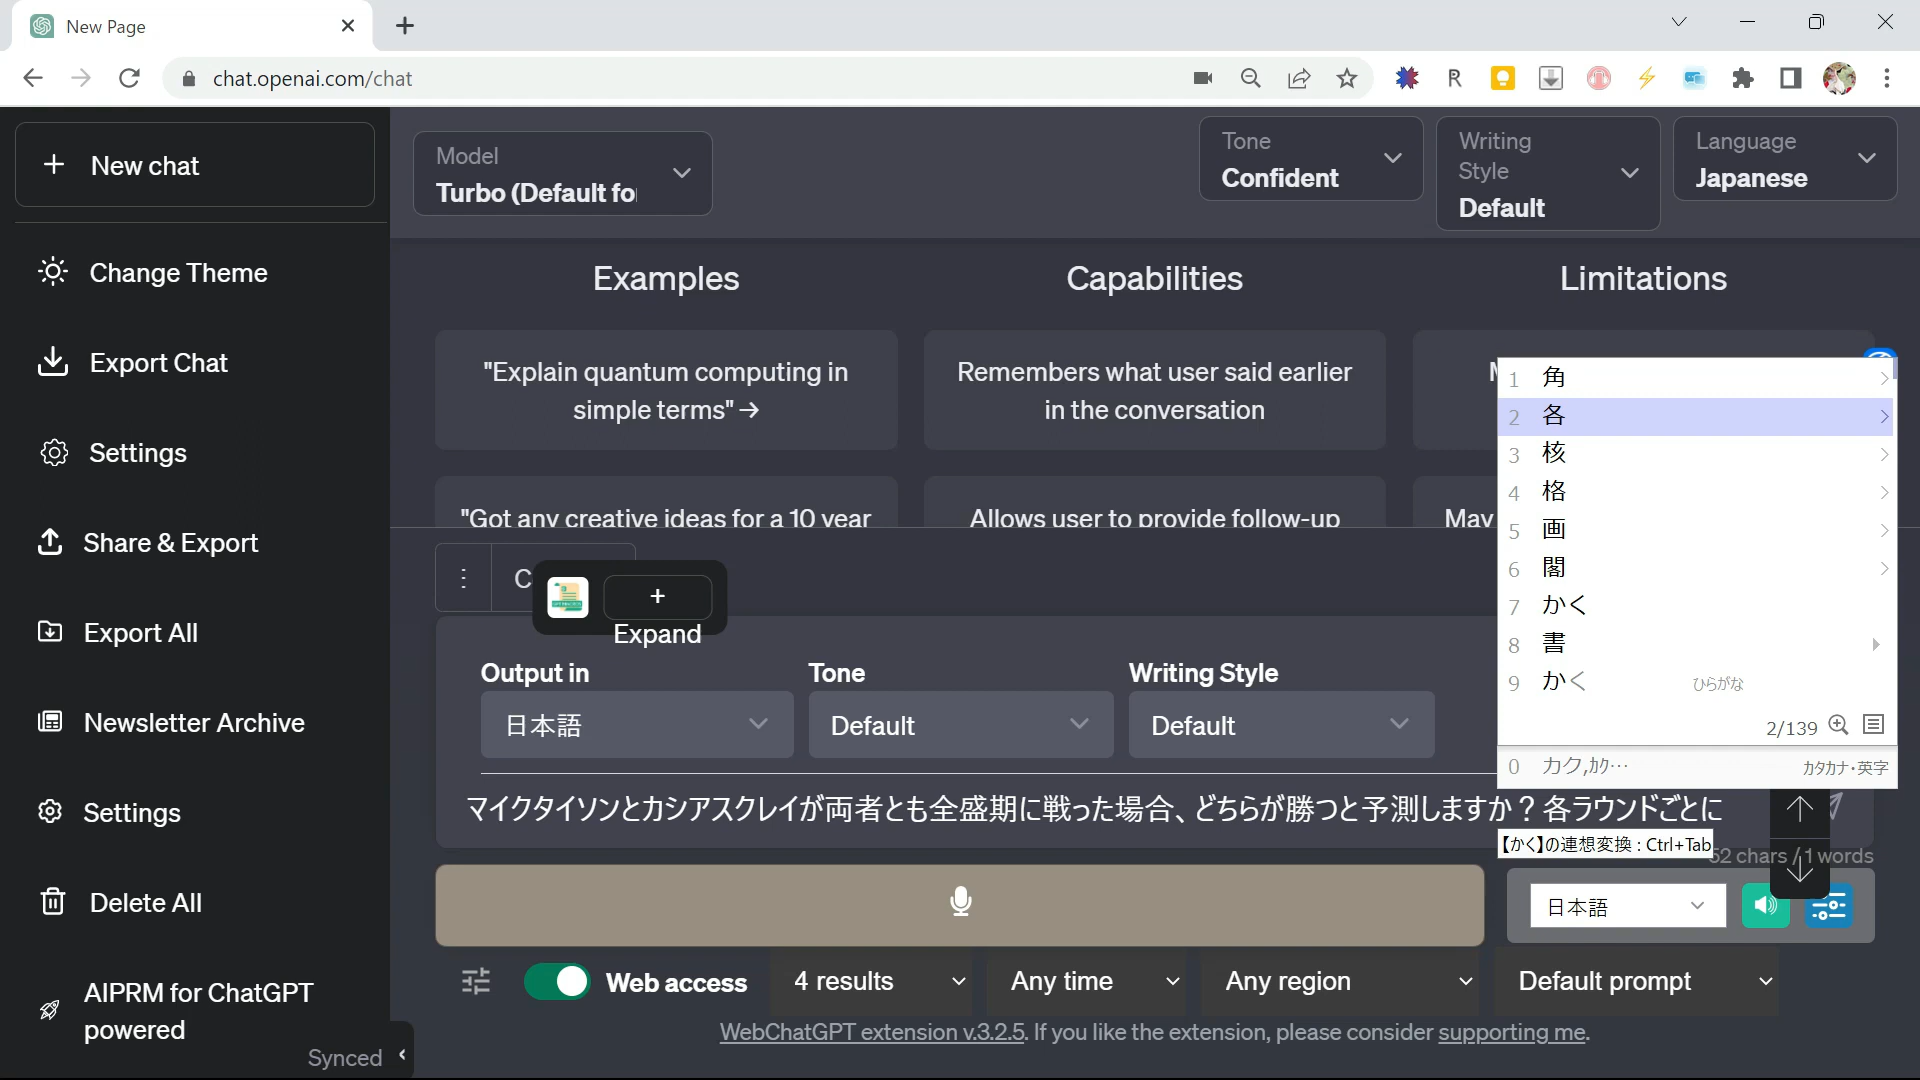 New Page
chat.openai.com/chat
New chat
Model
Turbo (Default fo
Tone
Confident
Writing
Style
Default
Language
Japanese
Change Theme
Export Chat
Settings
Share & Export
Export All
Newsletter Archive
Settings
Delete All
AIPRM for ChatGPT
powered
Synced
Examples
Capabilities
Limitations
"Explain quantum computing in
simple terms" →
Remembers what user said earlier
in the conversation
"Got any creative ideas for a 10 year
Allows user to provide follow-up
May
1 角
2 各
3 核
4 格
5 画
6 閣
7 かく
8 書
9 かく ひらがな
2/139
0 カク,ｶｸ… カタカナ・英字
+
Expand
Output in
日本語
Tone
Default
Writing Style
Default
マイクタイソンとカシアスクレイが両者とも全盛期に戦った場合、どちらが勝つと予測しますか？各ラウンドごとに
【かく】の連想変換 : Ctrl+Tab
52 chars / 1 words
日本語
Web access
4 results
Any time
Any region
Default prompt
WebChatGPT extension v.3.2.5. If you like the extension, please consider supporting me.